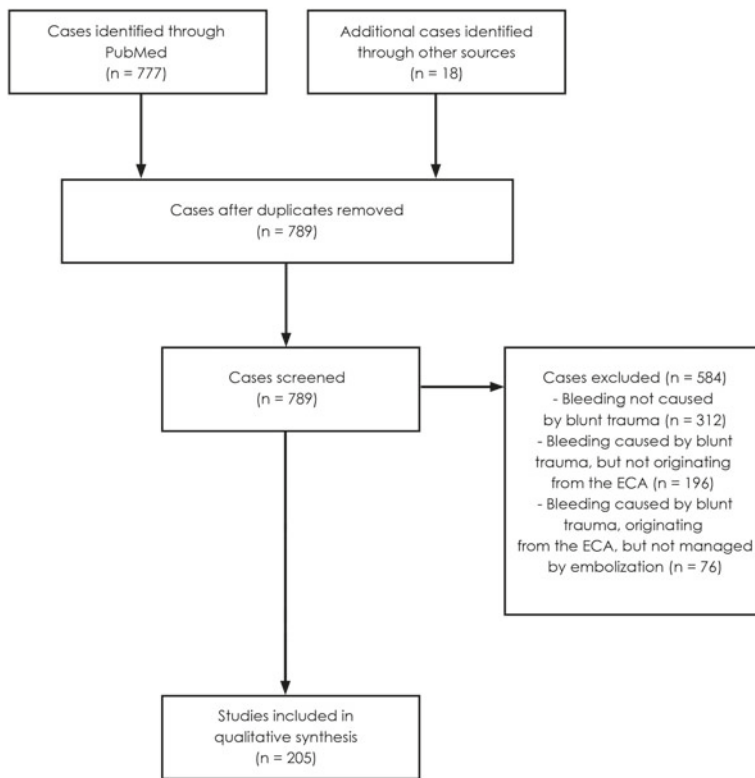 Cases identified through
PubMed
(n = 777)
Additional cases identified
through other sources
(n = 18)
Cases after duplicates removed
(n = 789)
Cases screened
(n = 789)
Cases excluded (n = 584)
- Bleeding not caused
by blunt trauma (n = 312)
- Bleeding caused by blunt
trauma, but not originating
from the ECA (n = 196)
- Bleeding caused by blunt
trauma, originating
from the ECA, but not managed
by embolization (n = 76)
Studies included in
qualitative synthesis
(n = 205)